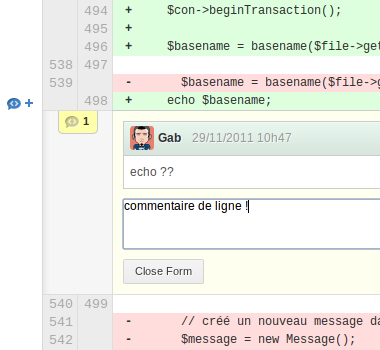 494 + $con->beginTransaction();
495 +
496 + $basename = basename($file->get
538 497
539 - $basename = basename($file->g
498 + echo $basename;
1
Gab 29/11/2011 10h47
echo ??
commentaire de ligne !
Close Form
540 499
541 - // créé un nouveau message da
542 - $message = new Message();